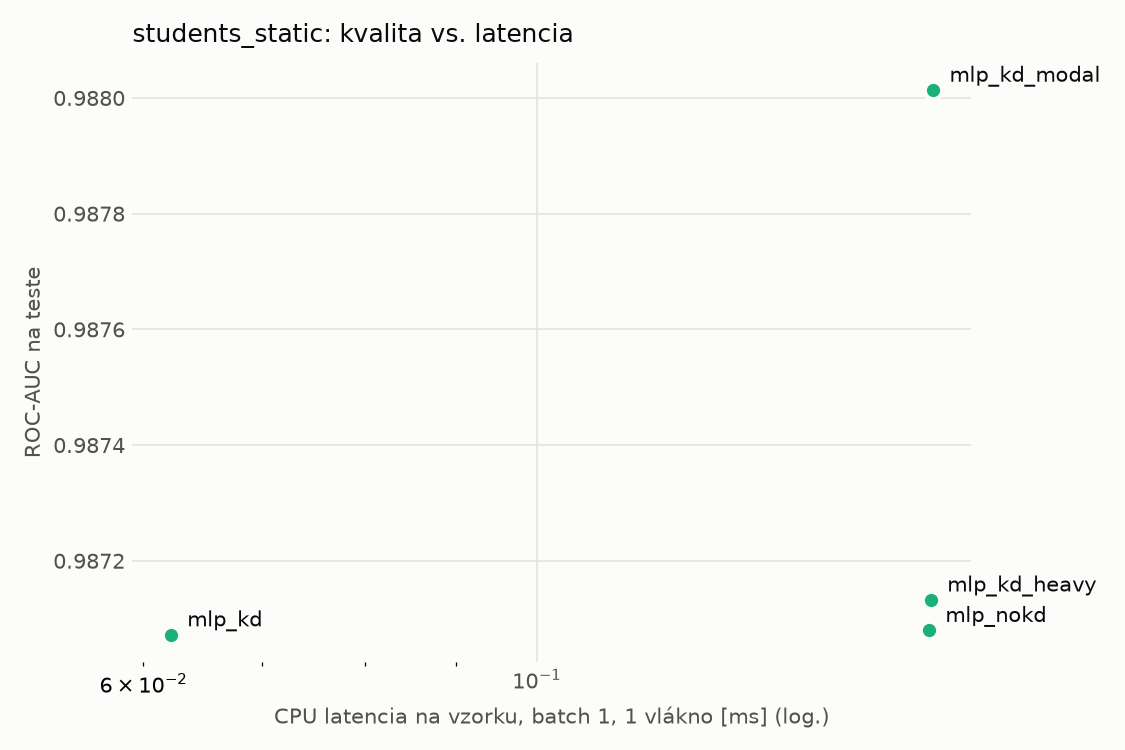 students_static: kvalita vs. latencia
mlp_kd_modal
0.9880
0.9878
0.9876
0.9874
0.9872
ROC-AUC na teste
mlp_kd_heavy
mlp_nokd
mlp_kd
6 × 10⁻²
10⁻¹
CPU latencia na vzorku, batch 1, 1 vlákno [ms] (log.)